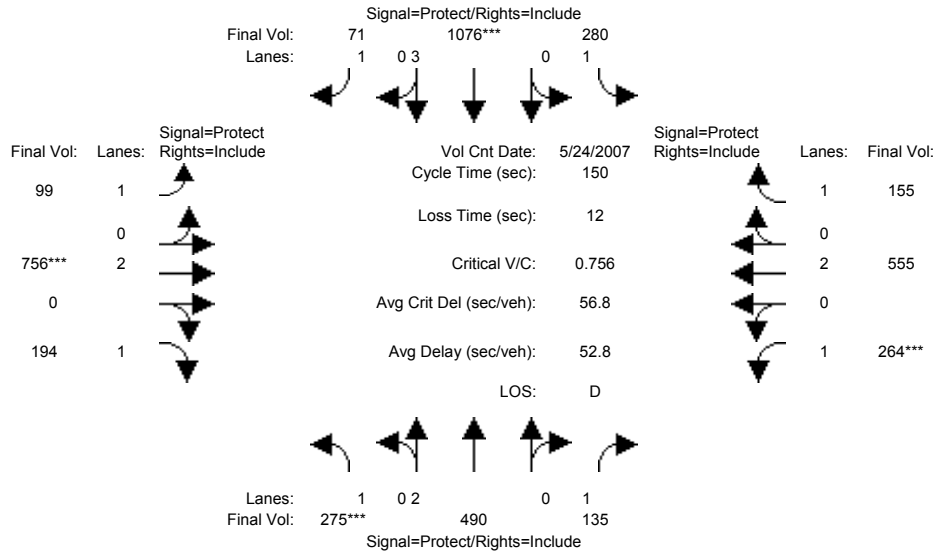 Signal=Protect/Rights=Include
Final Vol: 71 1076*** 280
Lanes: 1 0 3 0 1
Signal=Protect Signal=Protect
Final Vol: Lanes: Rights=Include Vol Cnt Date: 5/24/2007 Rights=Include Lanes: Final Vol:
Cycle Time (sec): 150
99 1 1 155
Loss Time (sec): 12
0 0
756*** 2 Critical V/C: 0.756 2 555
0 0 Avg Crit Del (sec/veh): 56.8 0
194 1 Avg Delay (sec/veh): 52.8 1 264***
LOS: D
Lanes: 1 0 2 0 1
Final Vol: 275*** 490 135
Signal=Protect/Rights=Include